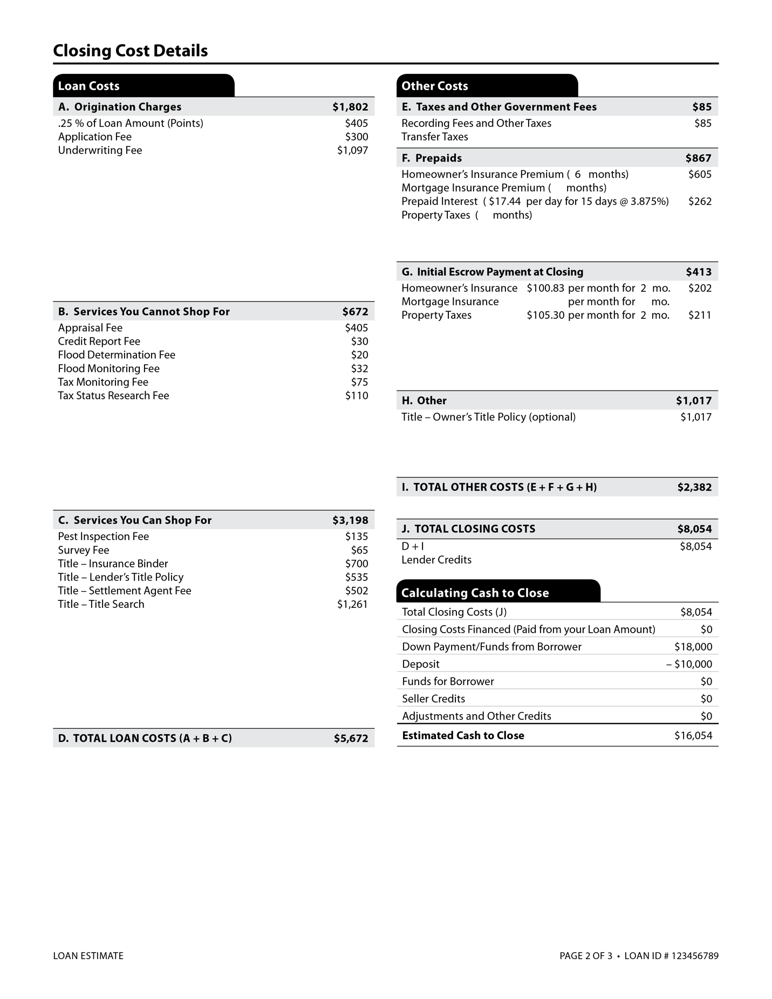 Closing Cost Details
Loan Costs
A. Origination Charges $1,802
.25 % of Loan Amount (Points) $405
Application Fee $300
Underwriting Fee $1,097
B. Services You Cannot Shop For $672
Appraisal Fee $405
Credit Report Fee $30
Flood Determination Fee $20
Flood Monitoring Fee $32
Tax Monitoring Fee $75
Tax Status Research Fee $110
C. Services You Can Shop For $3,198
Pest Inspection Fee $135
Survey Fee $65
Title – Insurance Binder $700
Title – Lender’s Title Policy $535
Title – Settlement Agent Fee $502
Title – Title Search $1,261
D. TOTAL LOAN COSTS (A + B + C) $5,672
Other Costs
E. Taxes and Other Government Fees $85
Recording Fees and Other Taxes $85
Transfer Taxes
F. Prepaids $867
Homeowner’s Insurance Premium ( 6 months) $605
Mortgage Insurance Premium ( months)
Prepaid Interest ( $17.44 per day for 15 days @ 3.875%) $262
Property Taxes ( months)
G. Initial Escrow Payment at Closing $413
Homeowner’s Insurance $100.83 per month for 2 mo. $202
Mortgage Insurance per month for mo.
Property Taxes $105.30 per month for 2 mo. $211
H. Other $1,017
Title – Owner’s Title Policy (optional) $1,017
I. TOTAL OTHER COSTS (E + F + G + H) $2,382
J. TOTAL CLOSING COSTS $8,054
D + I $8,054
Lender Credits
Calculating Cash to Close
Total Closing Costs (J) $8,054
Closing Costs Financed (Paid from your Loan Amount) $0
Down Payment/Funds from Borrower $18,000
Deposit – $10,000
Funds for Borrower $0
Seller Credits $0
Adjustments and Other Credits $0
Estimated Cash to Close $16,054
LOAN ESTIMATE
PAGE 2 OF 3 • LOAN ID # 123456789